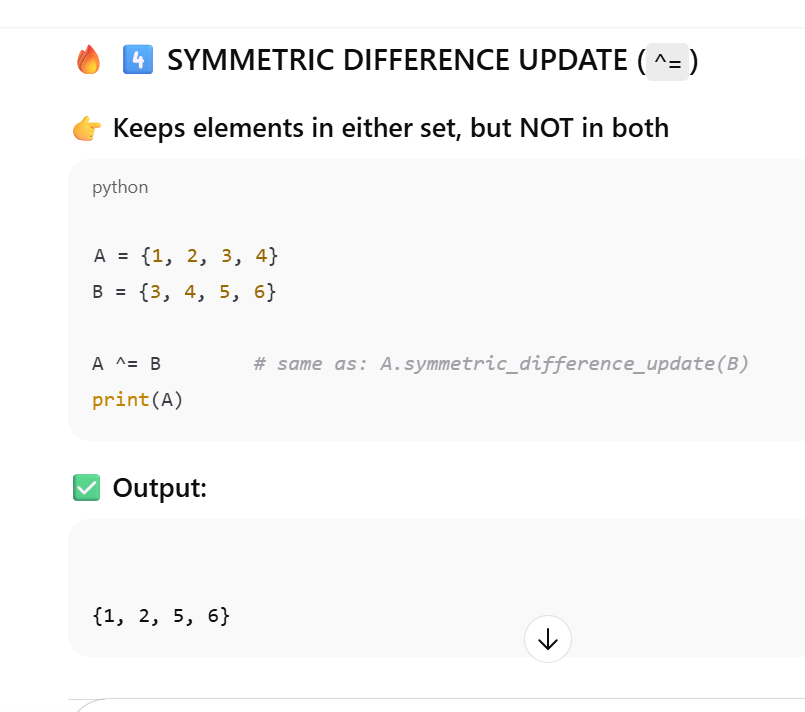 🔥 4️⃣ SYMMETRIC DIFFERENCE UPDATE (^=)
👉 Keeps elements in either set, but NOT in both
python
A = {1, 2, 3, 4}
B = {3, 4, 5, 6}
A ^= B        # same as: A.symmetric_difference_update(B)
print(A)
✅ Output:
{1, 2, 5, 6}